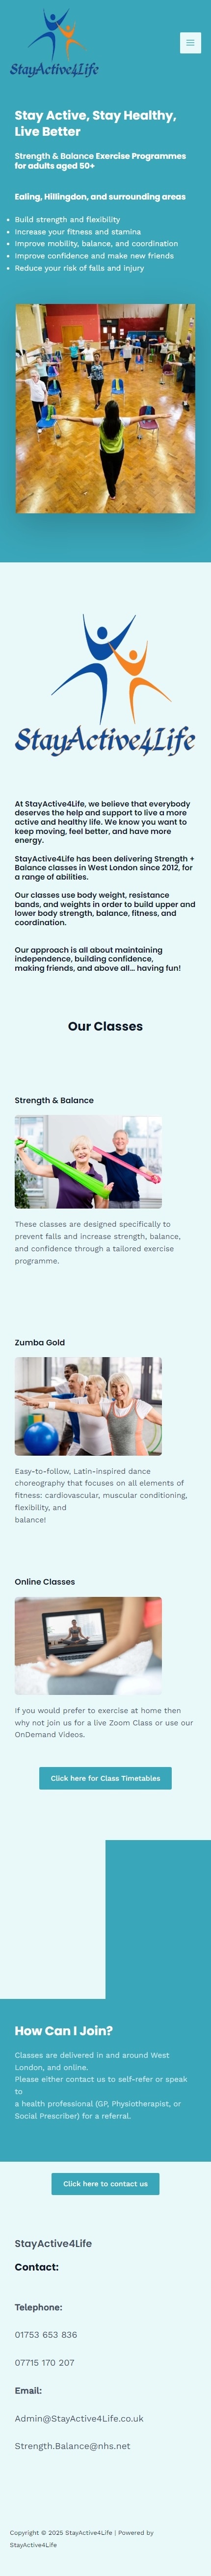 StayActive4Life
Stay Active, Stay Healthy,
Live Better
Strength & Balance Exercise Programmes
for adults aged 50+
Ealing, Hillingdon, and surrounding areas
Build strength and flexibility
Increase your fitness and stamina
Improve mobility, balance, and coordination
Improve confidence and make new friends
Reduce your risk of falls and injury
StayActive4Life
At StayActive4Life, we believe that everybody
deserves the help and support to live a more
active and healthy life. We know you want to
keep moving, feel better, and have more
energy.
StayActive4Life has been delivering Strength +
Balance classes in West London since 2012, for
a range of abilities.
Our classes use body weight, resistance
bands, and weights in order to build upper and
lower body strength, balance, fitness, and
coordination.
Our approach is all about maintaining
independence, building confidence,
making friends, and above all... having fun!
Our Classes
Strength & Balance
These classes are designed specifically to
prevent falls and increase strength, balance,
and confidence through a tailored exercise
programme.
Zumba Gold
Easy-to-follow, Latin-inspired dance
choreography that focuses on all elements of
fitness: cardiovascular, muscular conditioning,
flexibility, and
balance!
Online Classes
If you would prefer to exercise at home then
why not join us for a live Zoom Class or use our
OnDemand Videos.
Click here for Class Timetables
How Can I Join?
Classes are delivered in and around West
London, and online.
Please either contact us to self-refer or speak
to
a health professional (GP, Physiotherapist, or
Social Prescriber) for a referral.
Click here to contact us
StayActive4Life
Contact:
Telephone:
01753 653 836
07715 170 207
Email:
Admin@StayActive4Life.co.uk
Strength.Balance@nhs.net
Copyright © 2025 StayActive4Life | Powered by
StayActive4Life